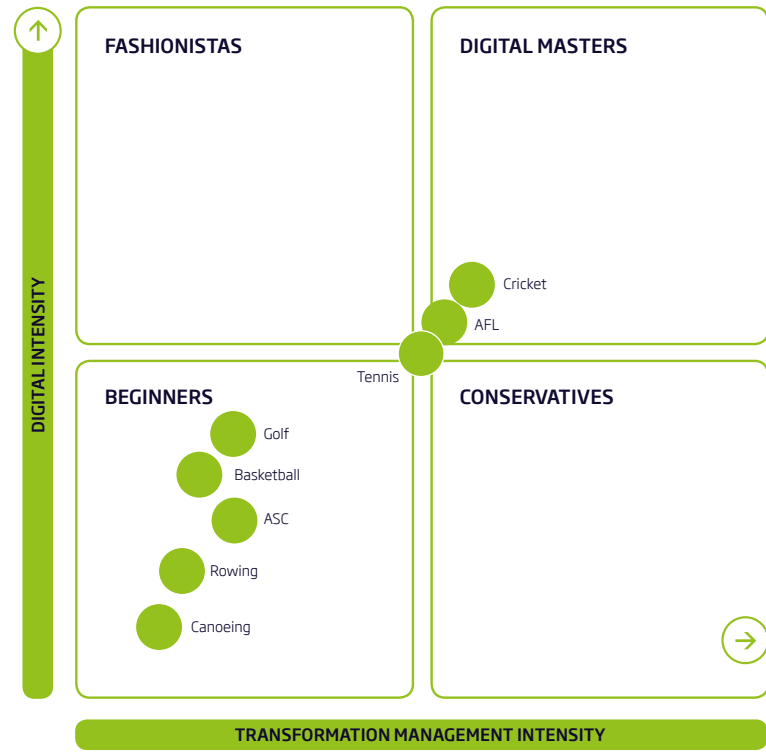 FASHIONISTAS
DIGITAL MASTERS
Cricket
AFL
Tennis
BEGINNERS
CONSERVATIVES
Golf
Basketball
ASC
Rowing
Canoeing
DIGITAL INTENSITY
TRANSFORMATION MANAGEMENT INTENSITY